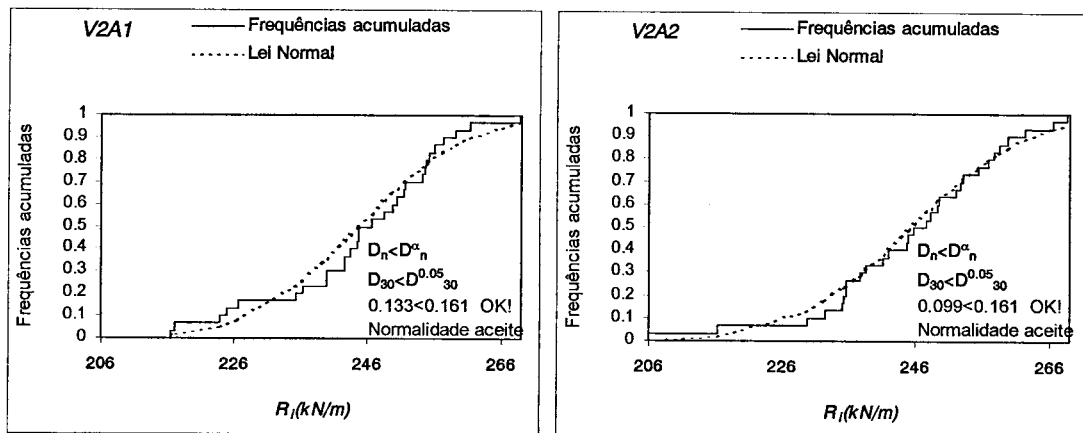 V2A1
Frequências acumuladas
Lei Normal
Frequências acumuladas
1
0.9
0.8
0.7
0.6
0.5
0.4
0.3
0.2
0.1
0
Dn<Dαn
D30<D0.0530
0.133<0.161 OK!
Normalidade aceite
206 226 246 266
Rl(kN/m)
V2A2
Frequências acumuladas
Lei Normal
Frequências acumuladas
1
0.9
0.8
0.7
0.6
0.5
0.4
0.3
0.2
0.1
0
Dn<Dαn
D30<D0.0530
0.099<0.161 OK!
Normalidade aceite
206 226 246 266
Rl(kN/m)